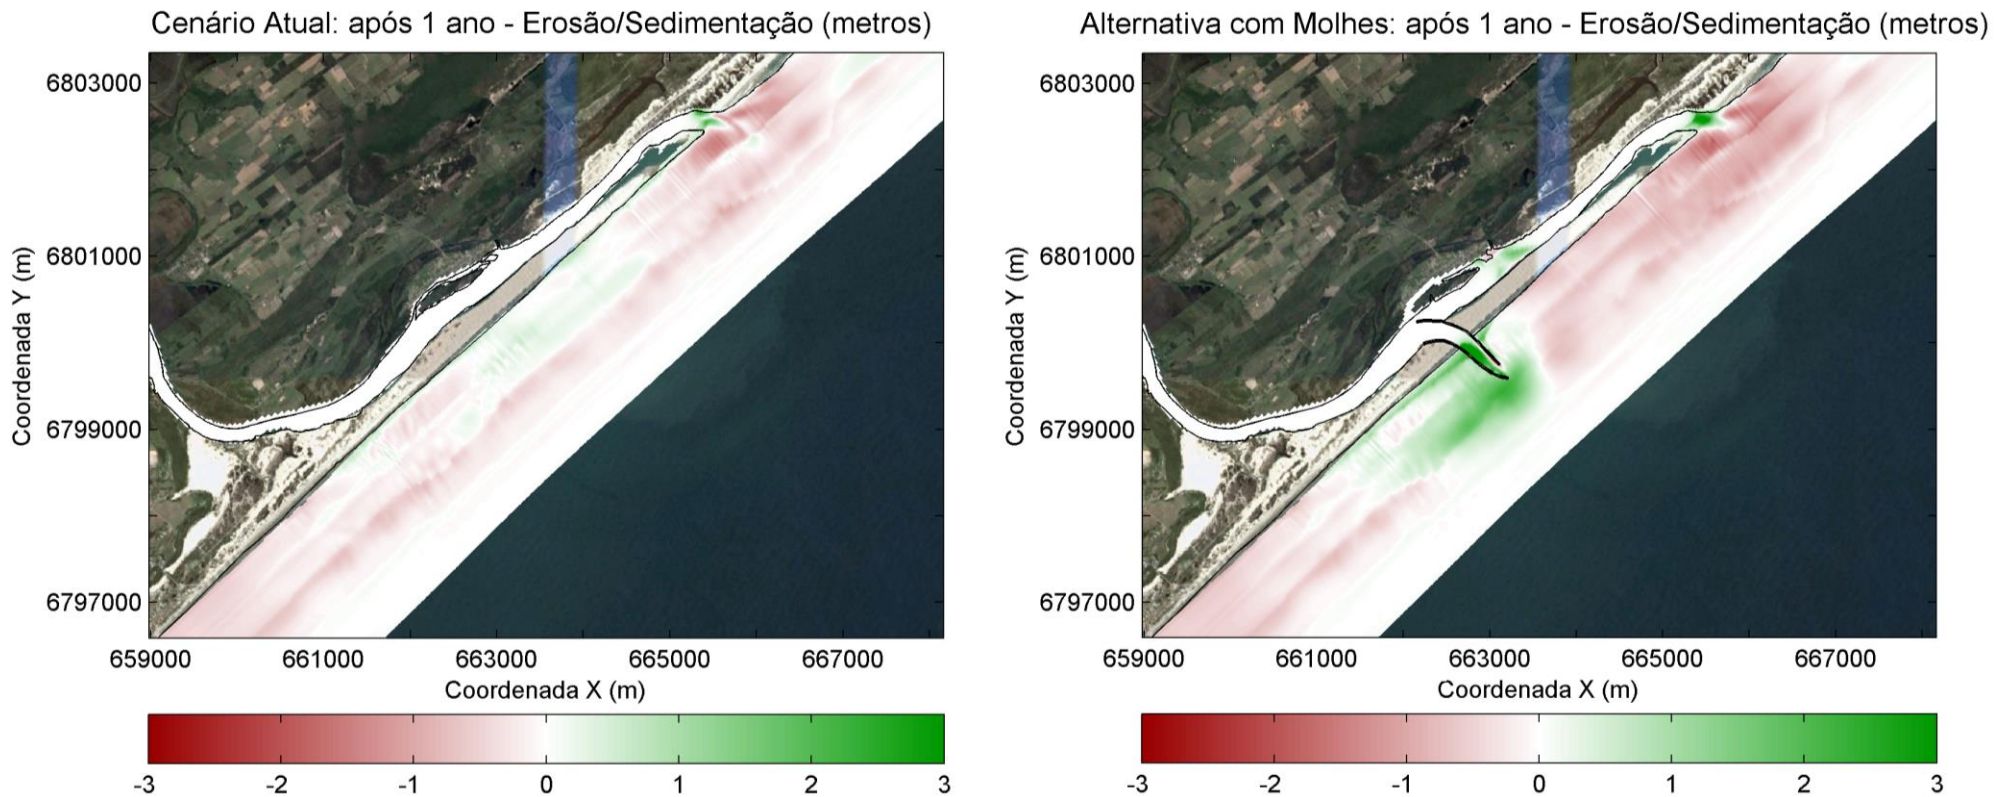 Cenário Atual: após 1 ano - Erosão/Sedimentação (metros)
6803000
6801000
6799000
6797000
Coordenada Y (m)
659000 661000 663000 665000 667000
Coordenada X (m)
-3 -2 -1 0 1 2 3
Alternativa com Molhes: após 1 ano - Erosão/Sedimentação (metros)
6803000
6801000
6799000
6797000
Coordenada Y (m)
659000 661000 663000 665000 667000
Coordenada X (m)
-3 -2 -1 0 1 2 3